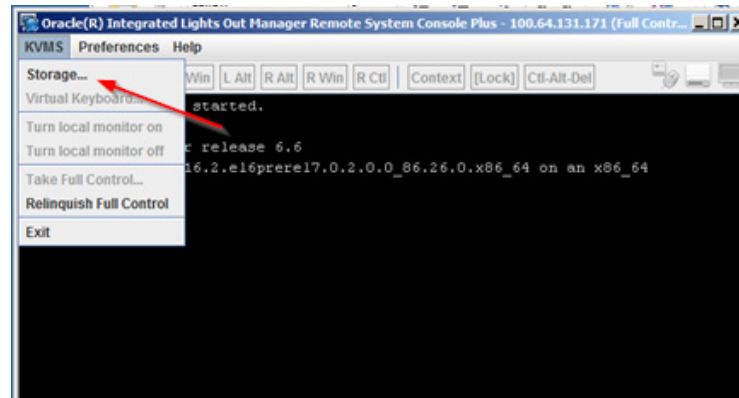 Oracle(R) Integrated Lights Out Manager Remote System Console Plus - 100.64.131.171 (Full Contr...
KVMS Preferences Help
Storage...
Win L Alt R Alt R Win R Ctl Context [Lock] Ctl-Alt-Del
Virtual Keyboard...
started.
Turn local monitor on
Turn local monitor off
r release 6.6
16.2.el6prerel7.0.2.0.0_86.26.0.x86_64 on an x86_64
Take Full Control...
Relinquish Full Control
Exit